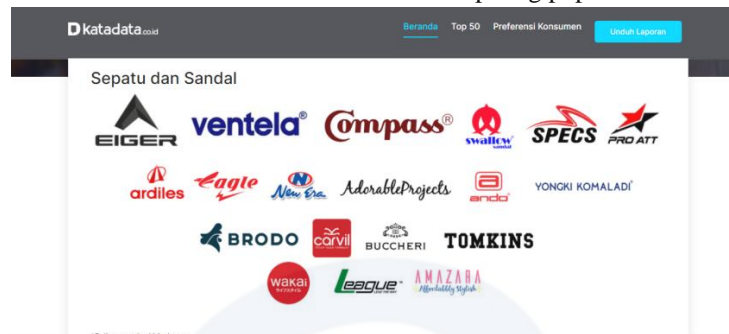 katadata.co.id Beranda Top 50 Preferensi Konsumen Unduh Laporan
Sepatu dan Sandal
EIGER ventela® Compass® swallow sandal SPECS PRO ATT
ardiles eagle New Era AdorableProjects ando YONGKI KOMALADI
BRODO carvil BUCCHERI TOMKINS
wakai League AMAZARA Affordably Stylish